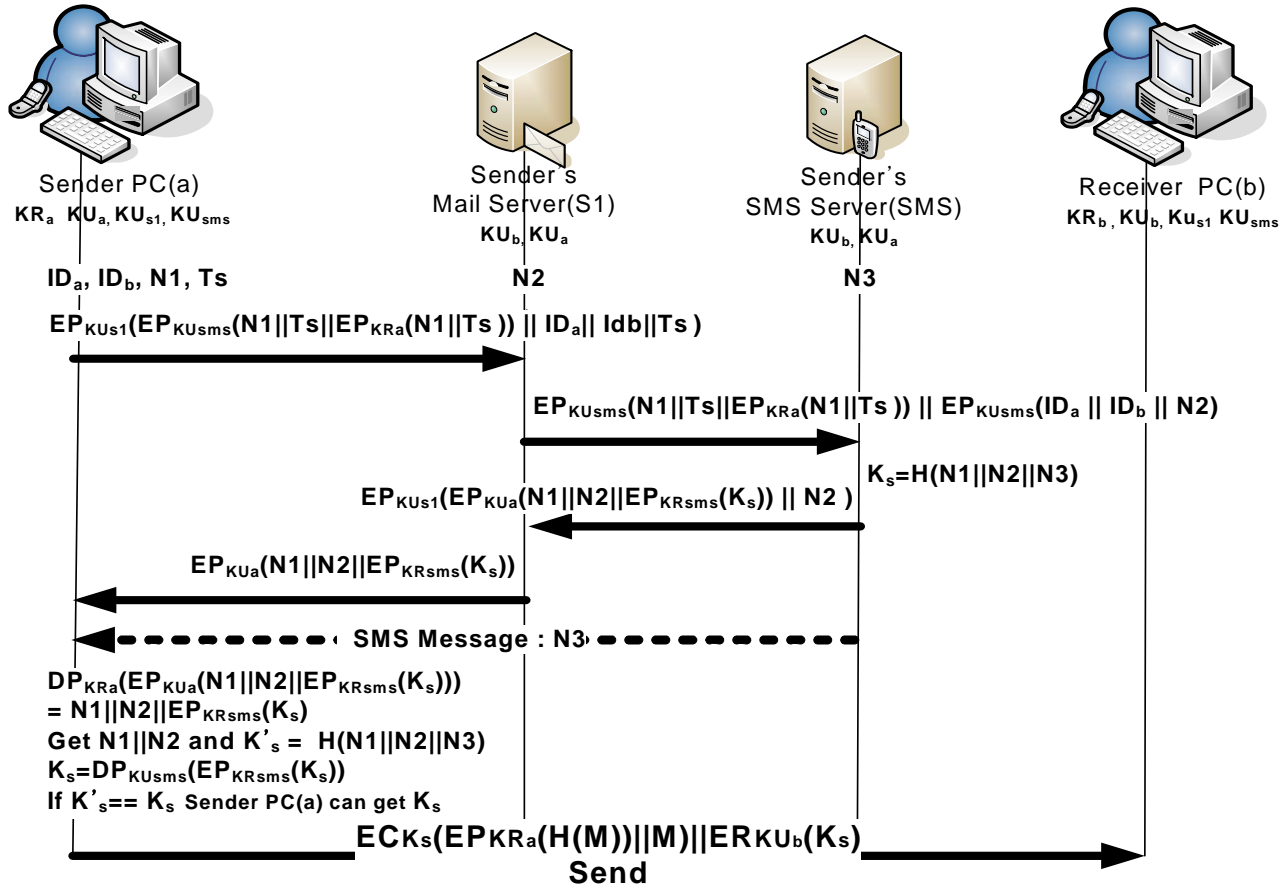 Sender PC(a)
KRa KUa, KUs1, KUsms
Sender's
Mail Server(S1)
KUb, KUa
Sender's
SMS Server(SMS)
KUb, KUa
Receiver PC(b)
KRb , KUb, Kus1 KUsms
IDa, IDb, N1, Ts
N2
N3
EPKUs1(EPKUsms(N1||Ts||EPKRa(N1||Ts )) || IDa|| Idb||Ts )
EPKUsms(N1||Ts||EPKRa(N1||Ts )) || EPKUsms(IDa || IDb || N2)
Ks=H(N1||N2||N3)
EPKUs1(EPKUa(N1||N2||EPKRsms(Ks)) || N2 )
EPKUa(N1||N2||EPKRsms(Ks))
SMS Message : N3
DPKRa(EPKUa(N1||N2||EPKRsms(Ks)))
= N1||N2||EPKRsms(Ks)
Get N1||N2 and K's = H(N1||N2||N3)
Ks=DPKUsms(EPKRsms(Ks))
If K's== Ks Sender PC(a) can get Ks
ECKs(EPKRa(H(M))||M)||ERKUb(Ks)
Send